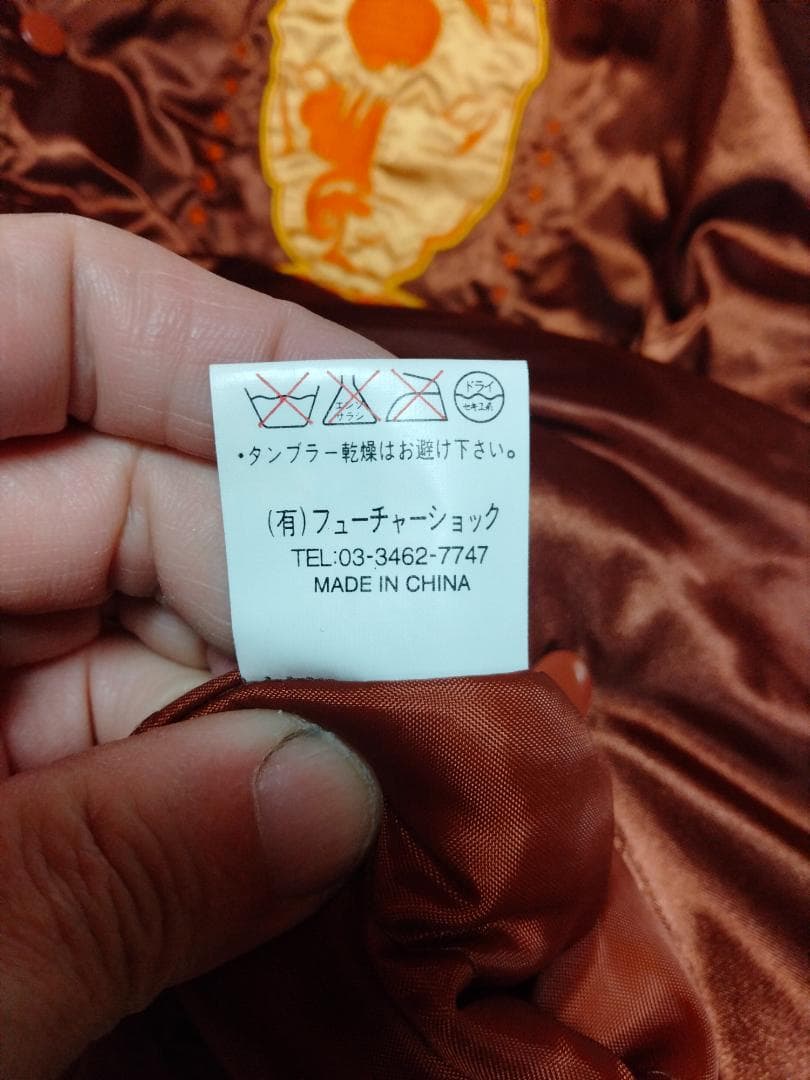 エンソ
サラシ
ドライ
セキユ系
・タンブラー乾燥はお避け下さい。
(有)フューチャーショック
TEL:03-3462-7747
MADE IN CHINA